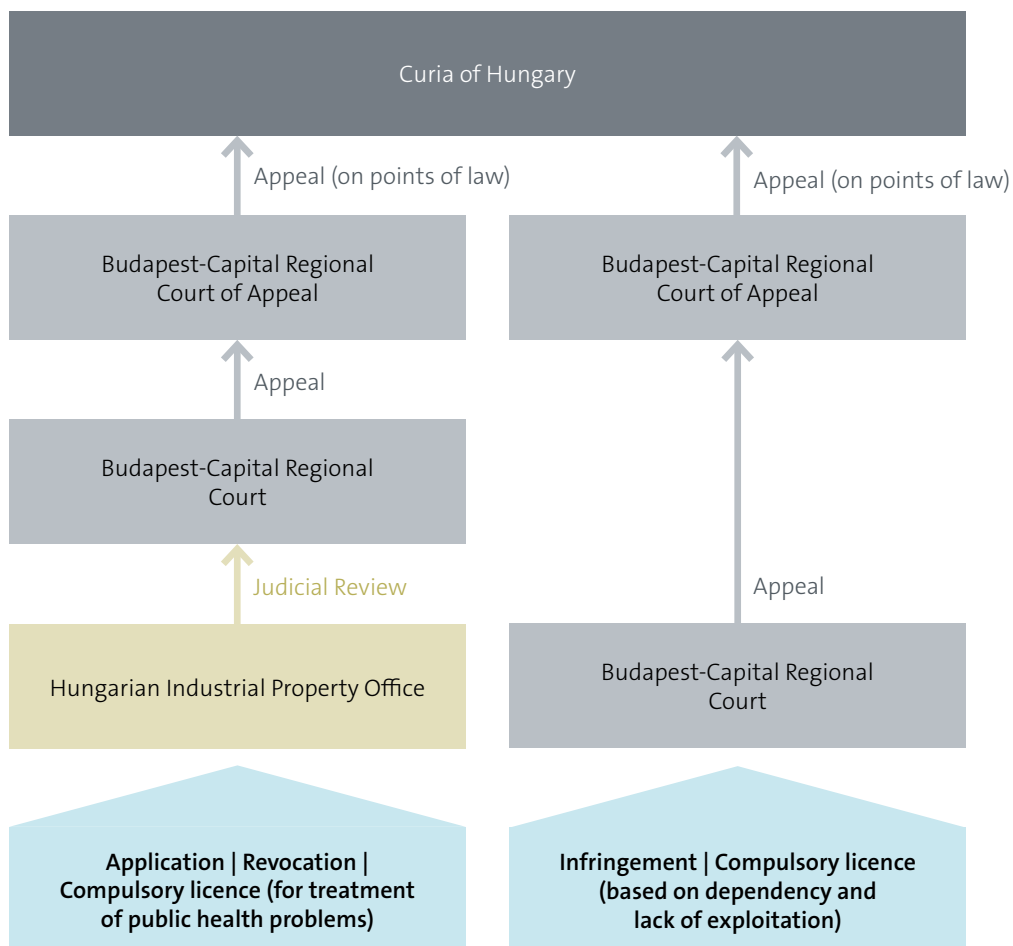 Curia of Hungary
Appeal (on points of law)
Appeal (on points of law)
Budapest-Capital Regional
Court of Appeal
Budapest-Capital Regional
Court of Appeal
Appeal
Budapest-Capital Regional
Court
Judicial Review
Appeal
Hungarian Industrial Property Office
Budapest-Capital Regional
Court
Application | Revocation |
Compulsory licence (for treatment
of public health problems)
Infringement | Compulsory licence
(based on dependency and
lack of exploitation)